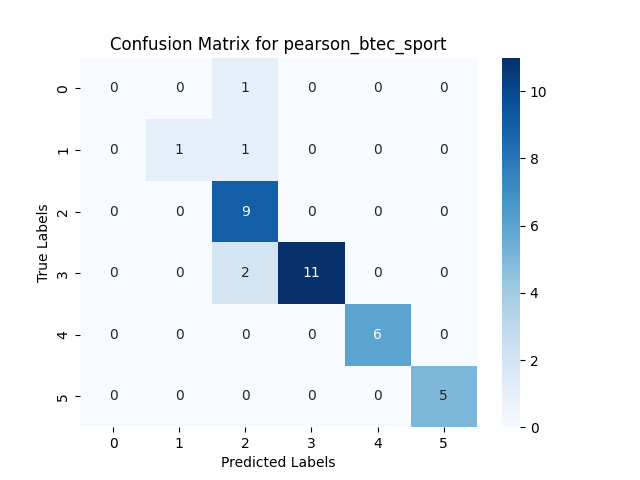 Confusion Matrix for pearson_btec_sport
0 0 0 1 0 0 0
1 0 1 1 0 0 0
2 0 0 9 0 0 0
3 0 0 2 11 0 0
4 0 0 0 0 6 0
5 0 0 0 0 0 5
0 1 2 3 4 5
True Labels
Predicted Labels
10
8
6
4
2
0